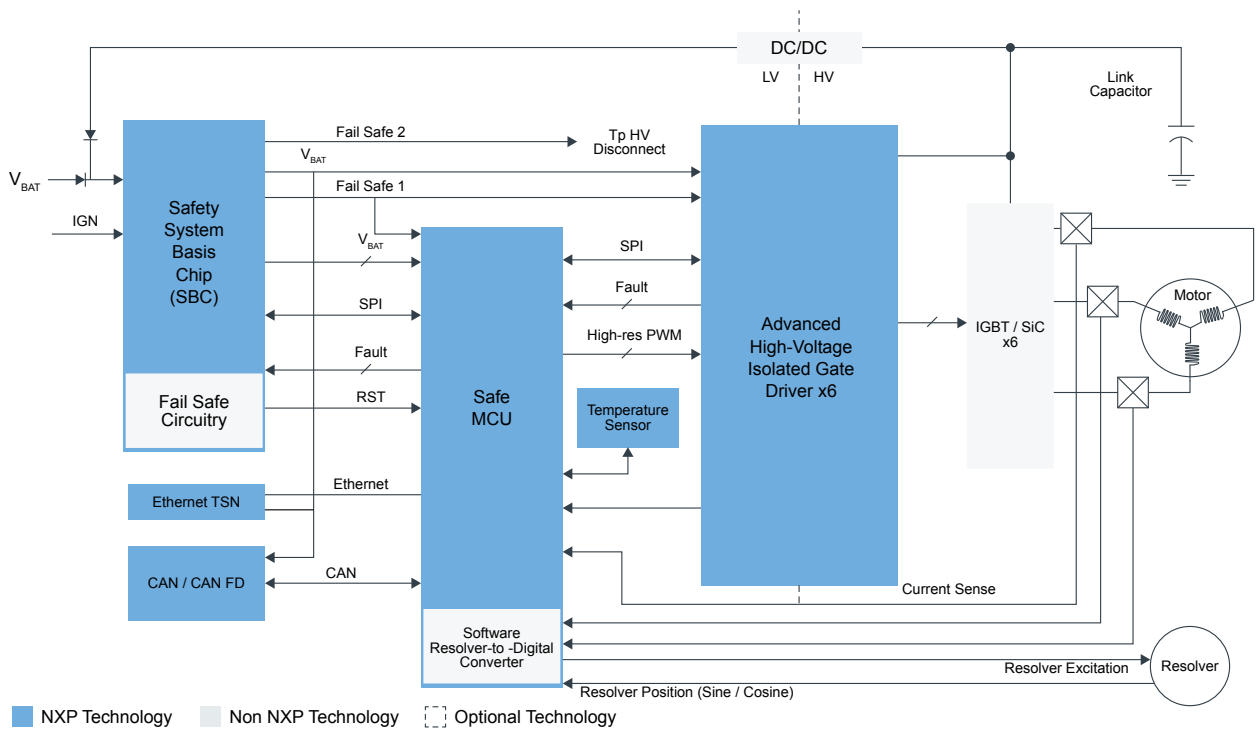 DC/DC
LV
HV
Link
Capacitor
Fail Safe 2
Tp HV
Disconnect
VBAT
VBAT
Fail Safe 1
IGN
Safety
System
Basis
Chip
(SBC)
VBAT
SPI
SPI
Fault
Fault
High-res PWM
RST
Fail Safe
Circuitry
Safe
MCU
Temperature
Sensor
Advanced
High-Voltage
Isolated Gate
Driver x6
IGBT / SiC
x6
Motor
Ethernet TSN
Ethernet
CAN / CAN FD
CAN
Current Sense
Software
Resolver-to -Digital
Converter
Resolver Excitation
Resolver
Resolver Position (Sine / Cosine)
NXP Technology
Non NXP Technology
Optional Technology